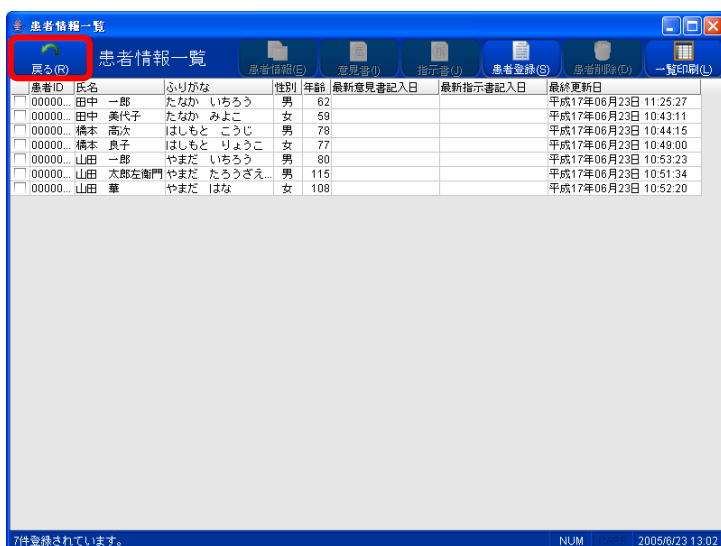 患者情報一覧
戻る(R) 患者情報一覧 患者情報(E) 意見書(I) 指示書(J) 患者登録(S) 患者削除(D) 一覧印刷(L)
患者ID 氏名 ふりがな 性別 年齢 最新意見書記入日 最新指示書記入日 最終更新日
00000... 田中 一郎 たなか いちろう 男 62 平成17年06月23日 11:25:27
00000... 田中 美代子 たなか みよこ 女 59 平成17年06月23日 10:43:11
00000... 橋本 高次 はしもと こうじ 男 78 平成17年06月23日 10:44:15
00000... 橋本 良子 はしもと りょうこ 女 77 平成17年06月23日 10:49:00
00000... 山田 一郎 やまだ いちろう 男 80 平成17年06月23日 10:53:23
00000... 山田 太郎左衛門 やまだ たろうざえ... 男 115 平成17年06月23日 10:51:34
00000... 山田 華 やまだ はな 女 108 平成17年06月23日 10:52:20
7件登録されています。 NUM CAPS 2005/6/23 13:02